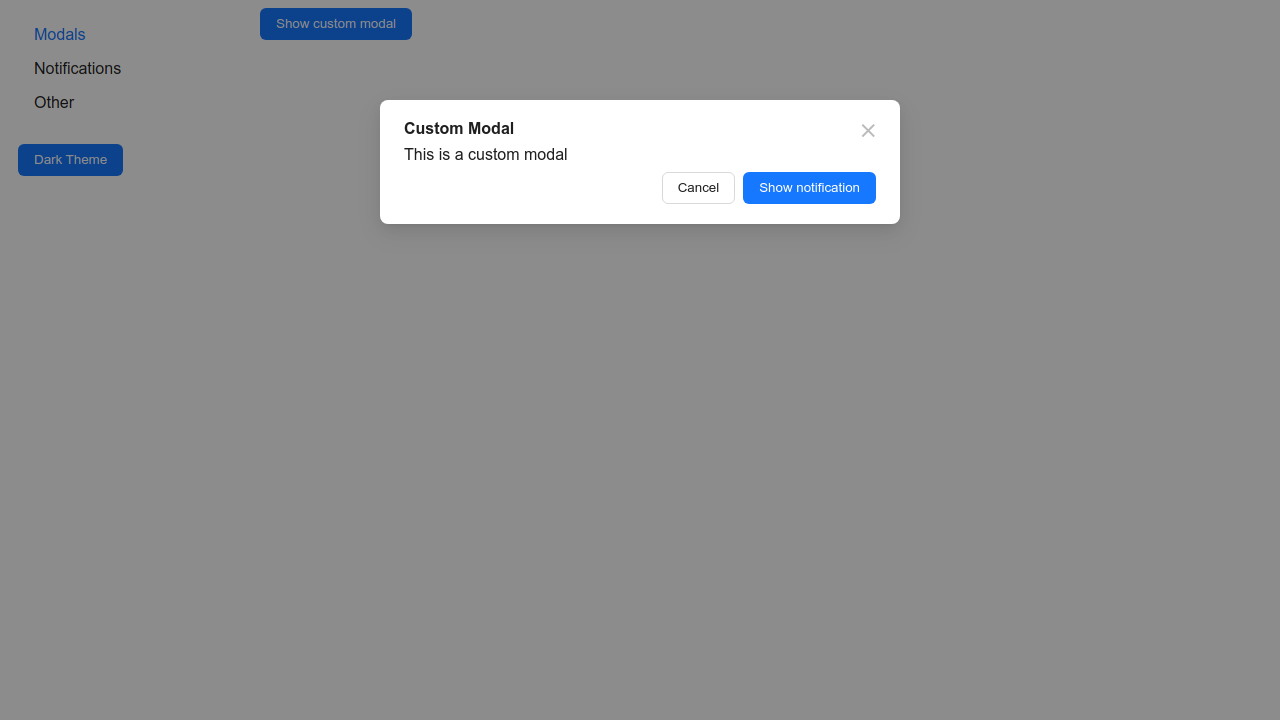 Show custom modal
Modals
Notifications
Other
Dark Theme
Custom Modal
This is a custom modal
Cancel
Show notification